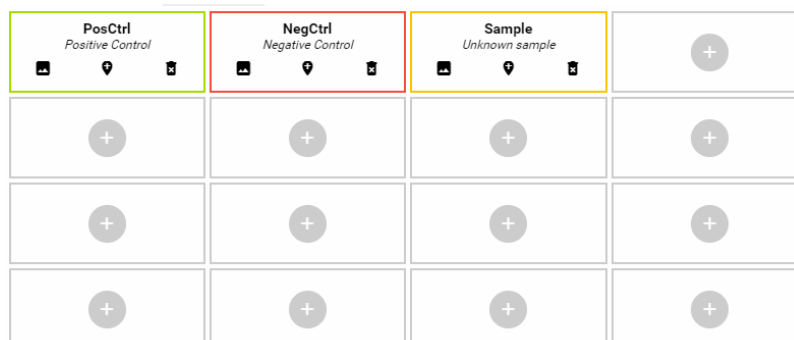 PosCtrl
Positive Control
NegCtrl
Negative Control
Sample
Unknown sample